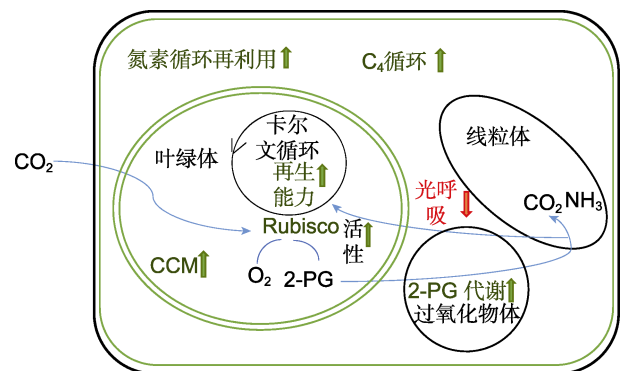 氮素循环再利用
C₄循环
卡尔
文循环
再生
能力
叶绿体
线粒体
CO₂
光呼
吸
CO₂NH₃
Rubisco 活
性
CCM
O₂ 2-PG
2-PG 代谢
过氧化物体